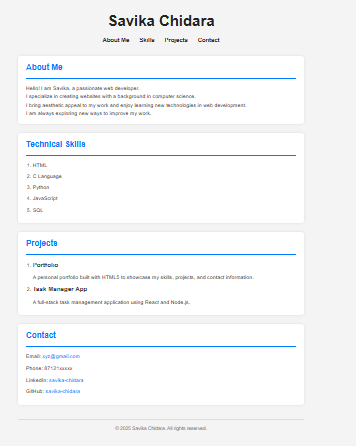 Savika Chidara
About Me Skills Projects Contact
About Me
Hello! I am Savika, a passionate web developer.
I specialize in creating websites with a background in computer science.
I bring aesthetic appeal to my work and enjoy learning new technologies in web development.
I am always exploring new ways to improve my work.
Technical Skills
1. HTML
2. C Language
3. Python
4. JavaScript
5. SQL
Projects
1. Portfolio
A personal portfolio built with HTML5 to showcase my skills, projects, and contact information.
2. Task Manager App
A full-stack task management application using React and Node.js.
Contact
Email: xyz@gmail.com
Phone: 87121xxxxx
LinkedIn: savika-chidara
GitHub: savika-chidara
© 2025 Savika Chidara. All rights reserved.